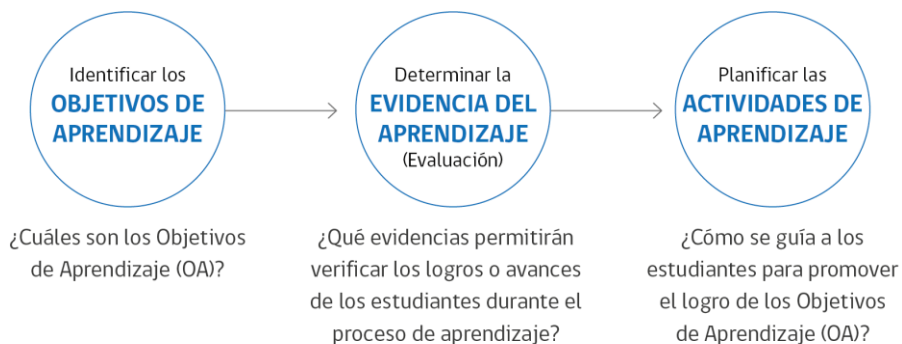 Identificar los
OBJETIVOS DE
APRENDIZAJE
¿Cuáles son los Objetivos
de Aprendizaje (OA)?
Determinar la
EVIDENCIA DEL
APRENDIZAJE
(Evaluación)
¿Qué evidencias permitirán
verificar los logros o avances
de los estudiantes durante el
proceso de aprendizaje?
Planificar las
ACTIVIDADES DE
APRENDIZAJE
¿Cómo se guía a los
estudiantes para promover
el logro de los Objetivos
de Aprendizaje (OA)?